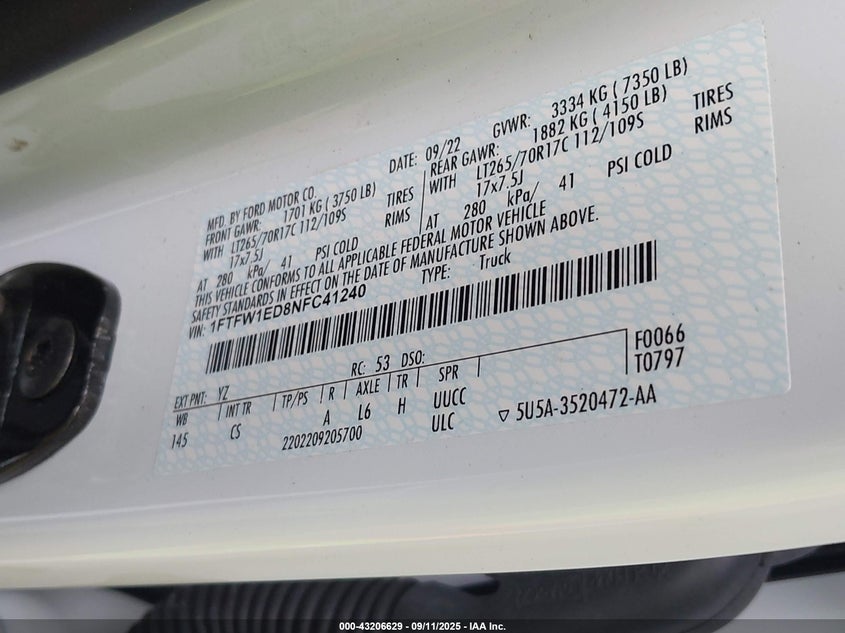 MFD. BY FORD MOTOR CO.
DATE: 09/22 GVWR: 3334 KG ( 7350 LB)
FRONT GAWR: 1701 KG ( 3750 LB) REAR GAWR: 1882 KG ( 4150 LB)
WITH LT265/70R17C 112/109S TIRES WITH LT265/70R17C 112/109S TIRES
17x7.5J RIMS 17x7.5J RIMS
AT 280 kPa/ 41 PSI COLD AT 280 kPa/ 41 PSI COLD
THIS VEHICLE CONFORMS TO ALL APPLICABLE FEDERAL MOTOR VEHICLE
SAFETY STANDARDS IN EFFECT ON THE DATE OF MANUFACTURE SHOWN ABOVE.
VIN: 1FTFW1ED8NFC41240 TYPE: Truck
F0066
T0797
EXT PNT: YZ RC: 53 DSO:
WB INT TR TP/PS R AXLE TR SPR
145 CS A L6 H UUCC
2202209205700 ULC
▽ 5U5A-3520472-AA
000-43206629 - 09/11/2025 - IAA Inc.